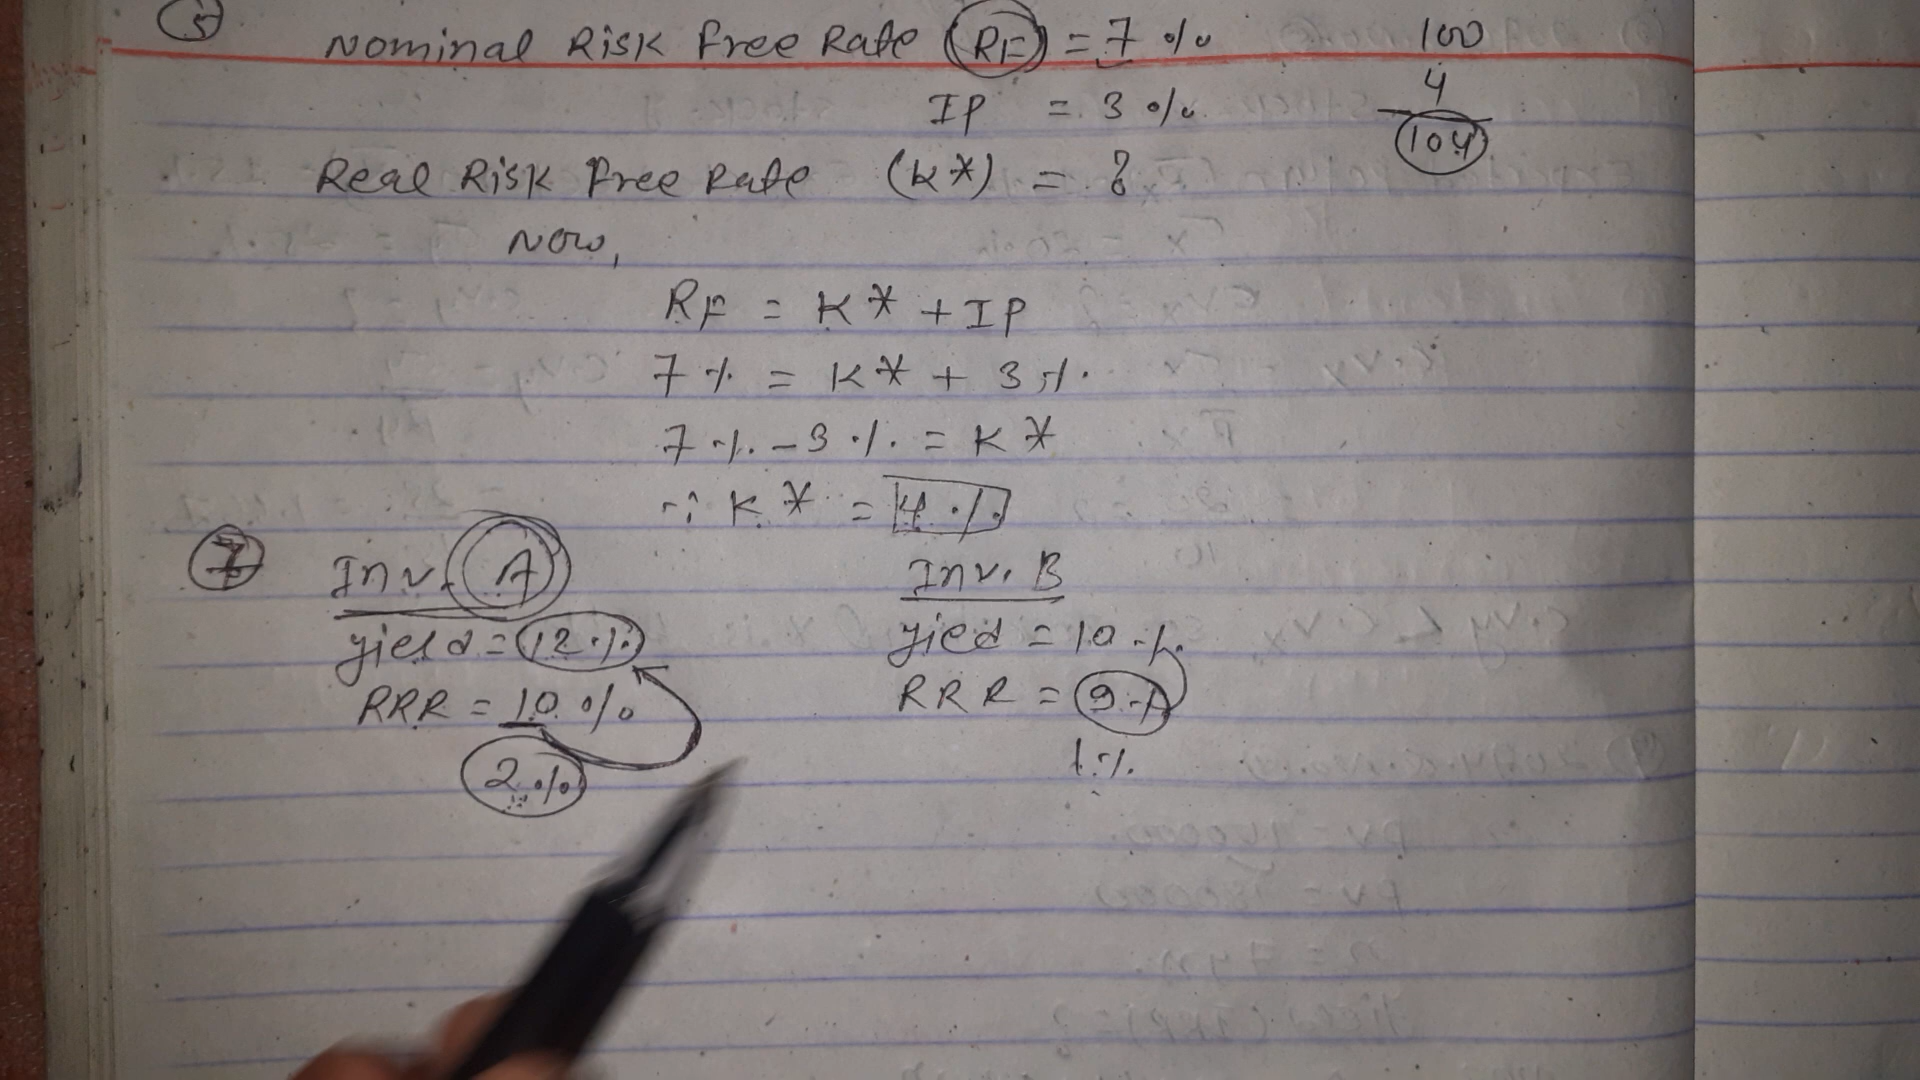 5
Nominal Risk Free Rate (RF) = 7 %
100
IP = 3 %
4
104
Real Risk Free Rate (K*) = ?
Now,
RF = K* + IP
7 % = K* + 3 %.
7 %. - 3 %. = K*
∴ K* = 4 %.
7
Inv. A
Inv. B
yield = 12 %.
yied = 10 %.
RRR = 10 %
RRR = 9 %
2 %
1 %.